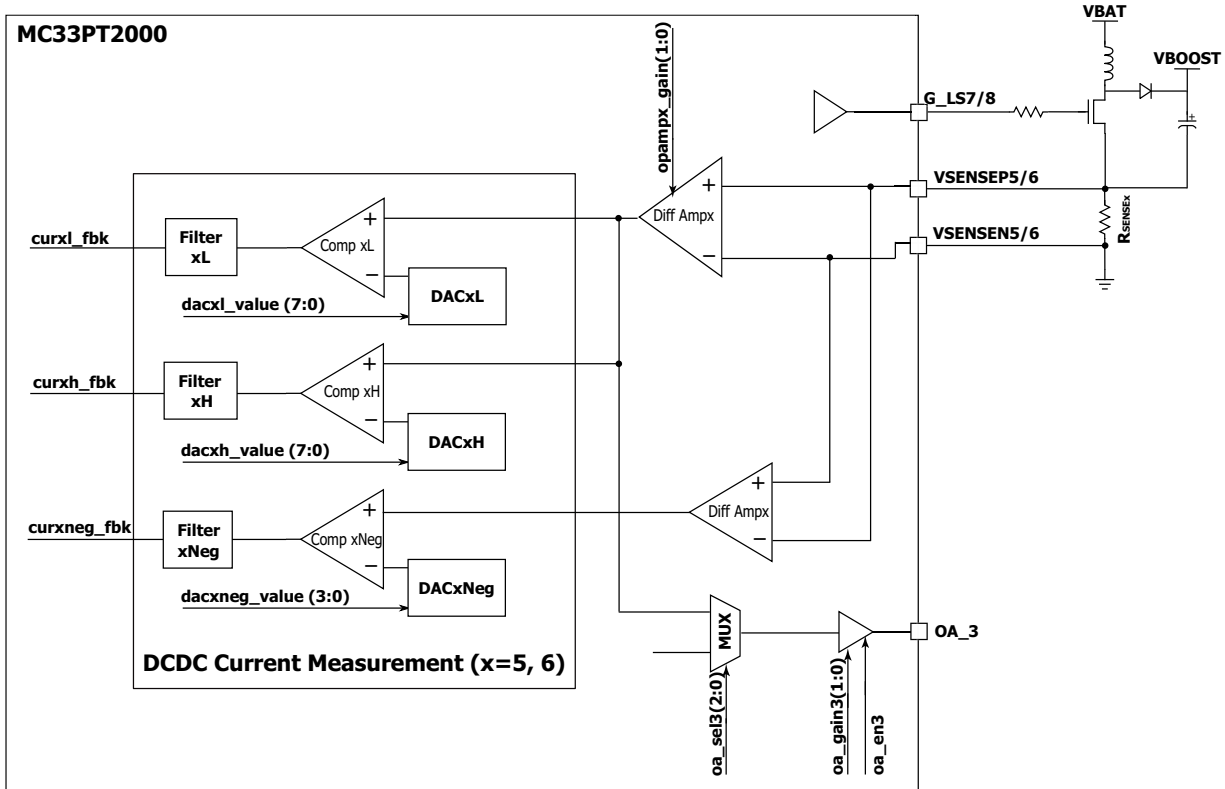 MC33PT2000
VBAT
VBOOST
opampx_gain(1:0)
G_LS7/8
+
Diff Ampx
−
VSENSEP5/6
RSENSEx
VSENSEN5/6
curxl_fbk
Filter
xL
+
Comp xL
−
DACxL
dacxl_value (7:0)
curxh_fbk
Filter
xH
+
Comp xH
−
DACxH
dacxh_value (7:0)
+
Diff Ampx
−
curxneg_fbk
Filter
xNeg
+
Comp xNeg
−
DACxNeg
dacxneg_value (3:0)
DCDC Current Measurement (x=5, 6)
MUX
OA_3
oa_sel3(2:0)
oa_gain3(1:0)
oa_en3
+